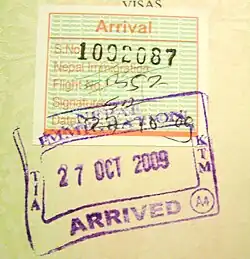 VISAS
Arrival
S.No 1092087
Nepal Immigration
Flight No.
Signature
Date
TIA
KTM
27 OCT 2009
ARRIVED
A4